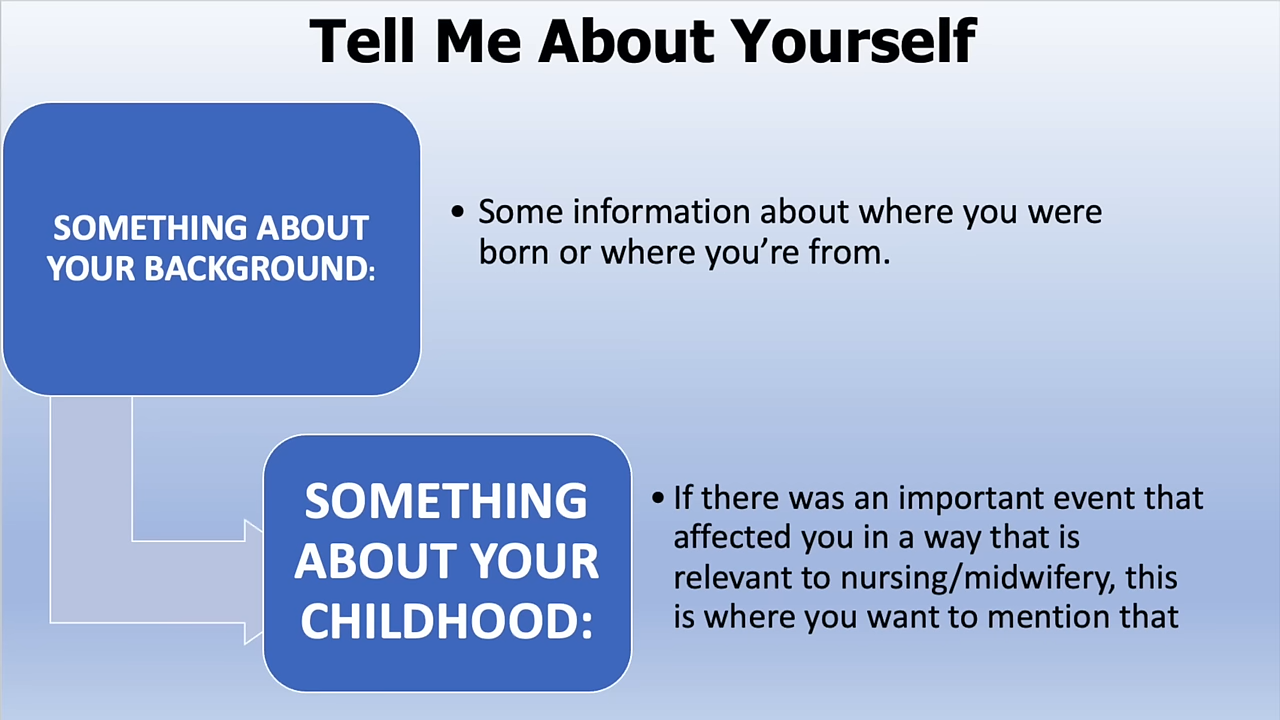 Tell Me About Yourself
SOMETHING ABOUT
YOUR BACKGROUND:
• Some information about where you were
born or where you’re from.
SOMETHING
ABOUT YOUR
CHILDHOOD:
• If there was an important event that
affected you in a way that is
relevant to nursing/midwifery, this
is where you want to mention that